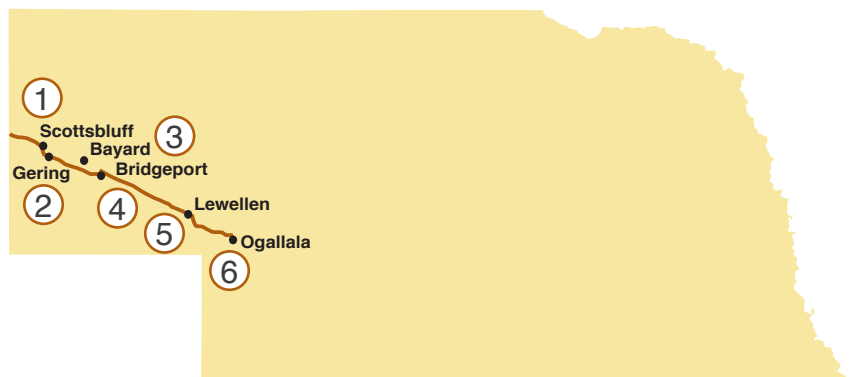 1
Scottsbluff
3
Bayard
Bridgeport
Gering
2
4
Lewellen
5
Ogallala
6